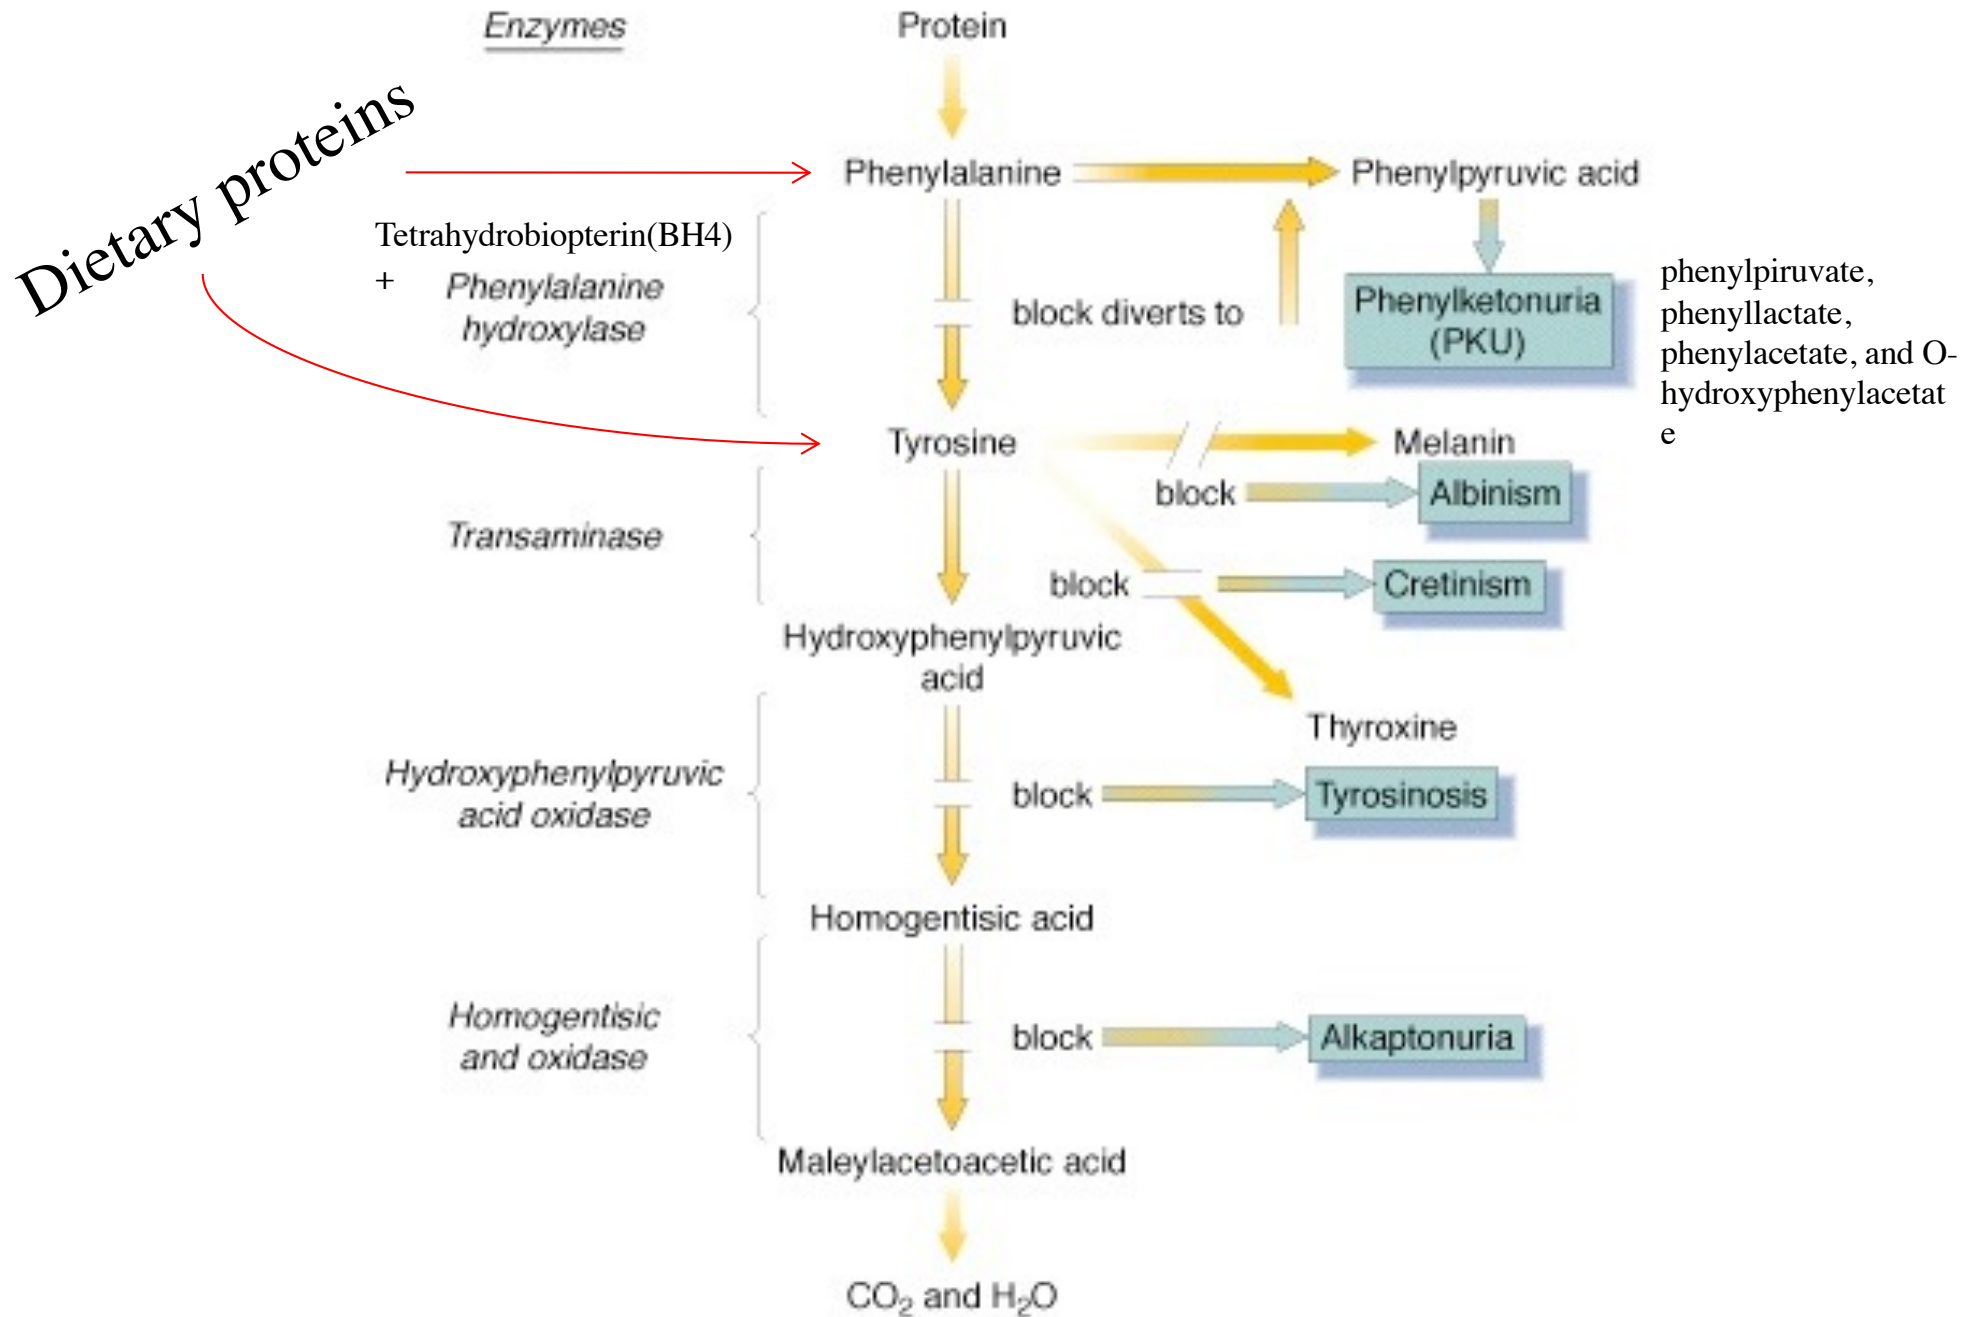 Enzymes
Protein
Dietary proteins
Phenylalanine
Phenylpyruvic acid
Tetrahydrobiopterin(BH4)
+
Phenylalanine
hydroxylase
block diverts to
Phenylketonuria
(PKU)
phenylpiruvate,
phenyllactate,
phenylacetate, and O-
hydroxyphenylacetat
e
Tyrosine
Melanin
block
Albinism
Transaminase
block
Cretinism
Hydroxyphenylpyruvic
acid
Thyroxine
Hydroxyphenylpyruvic
acid oxidase
block
Tyrosinosis
Homogentisic acid
Homogentisic
and oxidase
block
Alkaptonuria
Maleylacetoacetic acid
CO₂ and H₂O